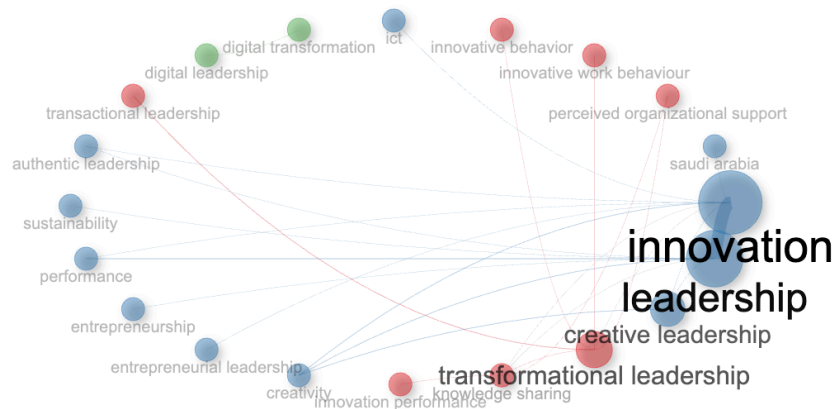 ict
digital transformation
innovative behavior
digital leadership
innovative work behaviour
transactional leadership
perceived organizational support
authentic leadership
saudi arabia
sustainability
innovation
performance
leadership
entrepreneurship
creative leadership
entrepreneurial leadership
transformational leadership
creativity
knowledge sharing
innovation performance